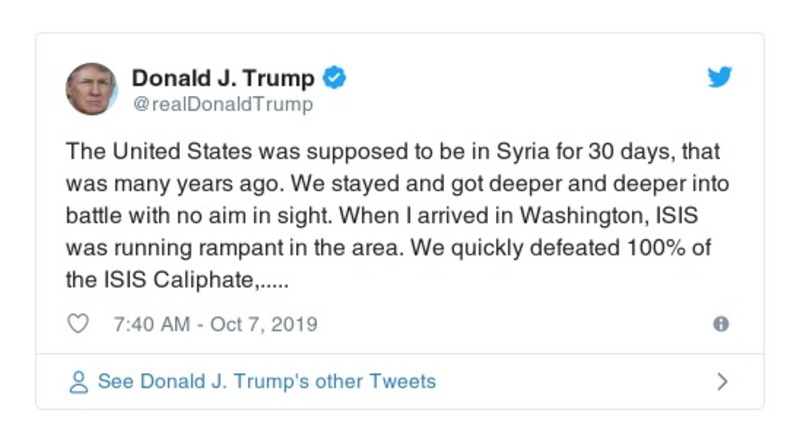 Donald J. Trump
@realDonaldTrump
The United States was supposed to be in Syria for 30 days, that
was many years ago. We stayed and got deeper and deeper into
battle with no aim in sight. When I arrived in Washington, ISIS
was running rampant in the area. We quickly defeated 100% of
the ISIS Caliphate,.....
7:40 AM - Oct 7, 2019
See Donald J. Trump's other Tweets